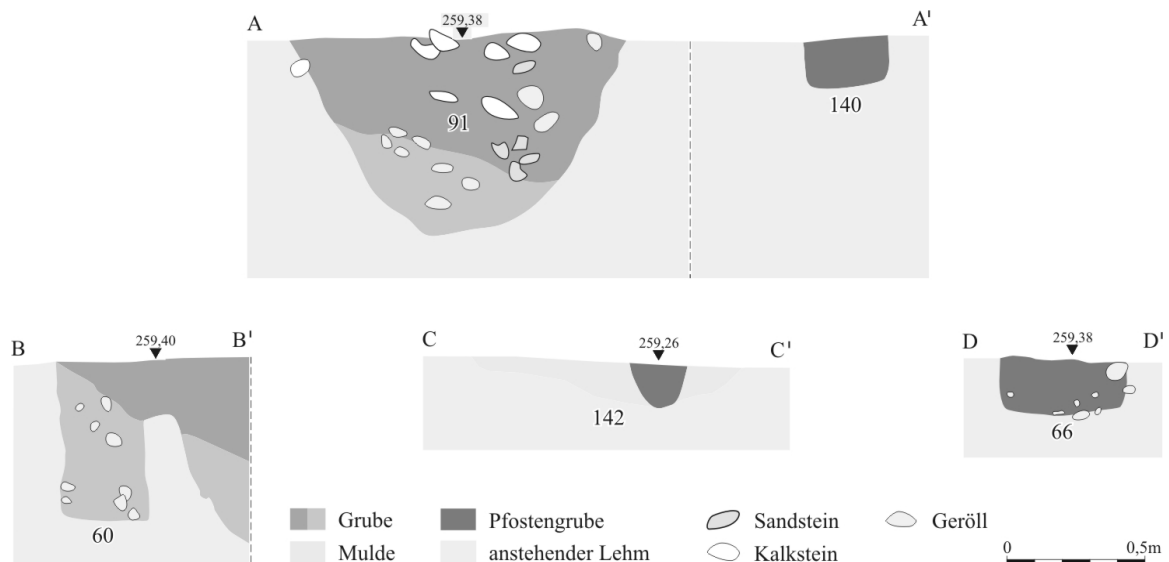 A
259,38
A'
91
140
B
259,40
B'
C
259,26
C'
D
259,38
D'
142
66
60
Grube
Pfostengrube
Sandstein
Geröll
Mulde
anstehender Lehm
Kalkstein
0
0,5m